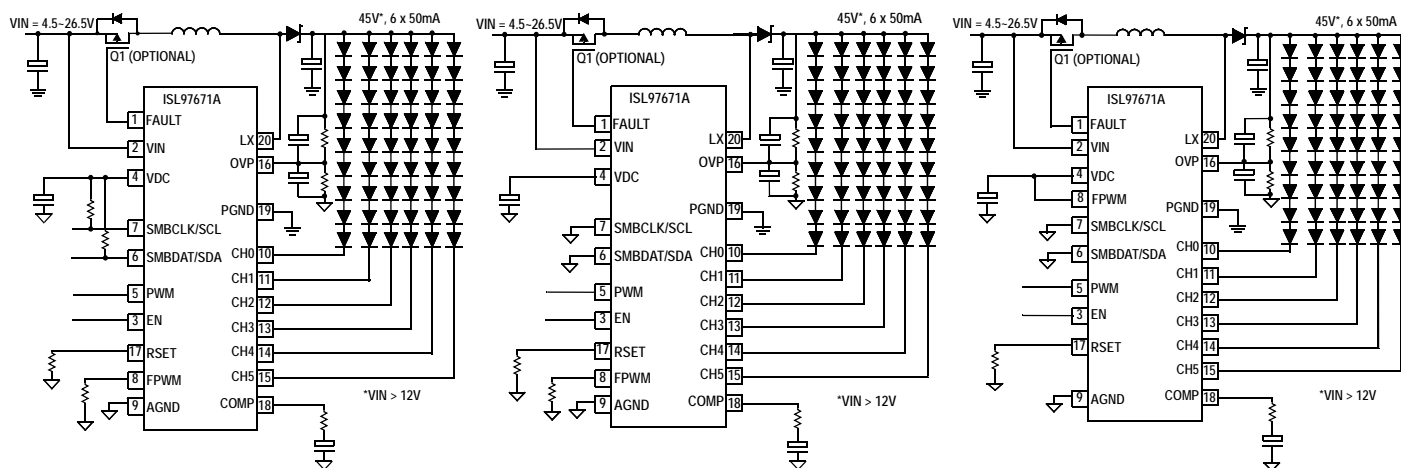 VIN = 4.5~26.5V
45V*, 6 x 50mA
Q1 (OPTIONAL)
ISL97671A
1 FAULT
LX 20
2 VIN
OVP 16
4 VDC
PGND 19
7 SMBCLK/SCL
6 SMBDAT/SDA
CH0 10
CH1 11
5 PWM
CH2 12
3 EN
CH3 13
17 RSET
CH4 14
8 FPWM
CH5 15
9 AGND
COMP 18
*VIN > 12V
VIN = 4.5~26.5V
45V*, 6 x 50mA
Q1 (OPTIONAL)
ISL97671A
1 FAULT
LX 20
2 VIN
OVP 16
4 VDC
PGND 19
7 SMBCLK/SCL
6 SMBDAT/SDA
CH0 10
CH1 11
5 PWM
CH2 12
3 EN
CH3 13
17 RSET
CH4 14
8 FPWM
CH5 15
9 AGND
COMP 18
*VIN > 12V
VIN = 4.5~26.5V
45V*, 6 x 50mA
Q1 (OPTIONAL)
ISL97671A
1 FAULT
LX 20
2 VIN
OVP 16
4 VDC
8 FPWM
PGND 19
7 SMBCLK/SCL
6 SMBDAT/SDA
CH0 10
CH1 11
5 PWM
CH2 12
3 EN
CH3 13
17 RSET
CH4 14
CH5 15
9 AGND
COMP 18
*VIN > 12V